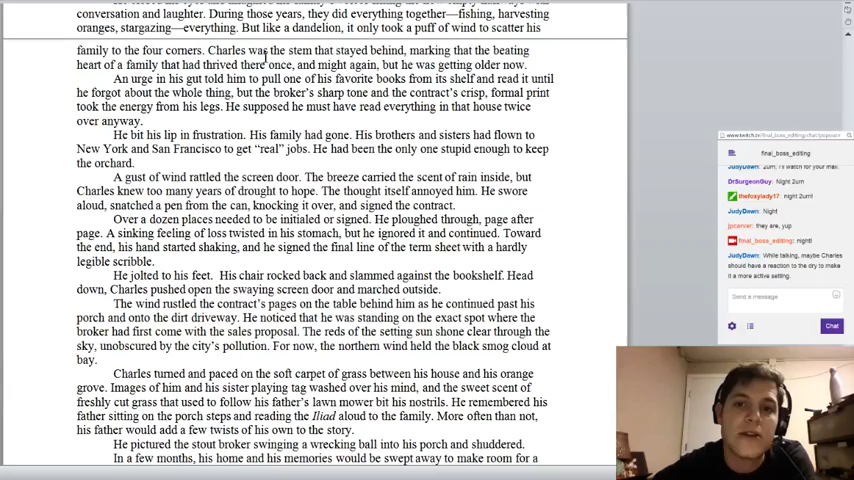 conversation and laughter. During those years, they did everything together—fishing, harvesting
oranges, stargazing—everything. But like a dandelion, it only took a puff of wind to scatter his
family to the four corners. Charles was the stem that stayed behind, marking that the beating
heart of a family that had thrived there once, and might again, but he was getting older now.
An urge in his gut told him to pull one of his favorite books from its shelf and read it until
he forgot about the whole thing, but the broker's sharp tone and the contract's crisp, formal print
took the energy from his legs. He supposed he must have read everything in that house twice
over anyway.
He bit his lip in frustration. His family had gone. His brothers and sisters had flown to
New York and San Francisco to get “real” jobs. He had been the only one stupid enough to keep
the orchard.
A gust of wind rattled the screen door. The breeze carried the scent of rain inside, but
Charles knew too many years of drought to hope. The thought itself annoyed him. He swore
aloud, snatched a pen from the can, knocking it over, and signed the contract.
Over a dozen places needed to be initialed or signed. He ploughed through, page after
page. A sinking feeling of loss twisted in his stomach, but he ignored it and continued. Toward
the end, his hand started shaking, and he signed the final line of the term sheet with a hardly
legible scribble.
He jolted to his feet. His chair rocked back and slammed against the bookshelf. Head
down, Charles pushed open the swaying screen door and marched outside.
The wind rustled the contract's pages on the table behind him as he continued past his
porch and onto the dirt driveway. He noticed that he was standing on the exact spot where the
broker had first come with the sales proposal. The reds of the setting sun shone clear through the
sky, unobscured by the city's pollution. For now, the northern wind held the black smog cloud at
bay.
Charles turned and paced on the soft carpet of grass between his house and his orange
grove. Images of him and his sister playing tag washed over his mind, and the sweet scent of
freshly cut grass that used to follow his father's lawn mower bit his nostrils. He remembered his
father sitting on the porch steps and reading the Iliad aloud to the family. More often than not,
his father would add a few twists of his own to the story.
He pictured the stout broker swinging a wrecking ball into his porch and shuddered.
In a few months, his home and his memories would be swept away to make room for a
final_boss_editing
DrSurgeonGuy: Night 2um
thefoxylady17: night 2urn!
JudyDawn: Night
jpcarver: they are, yup
final_boss_editing: night!
JudyDawn: While talking, maybe Charles
should have a reaction to the dry to make
it a more active setting.
Send a message
Chat